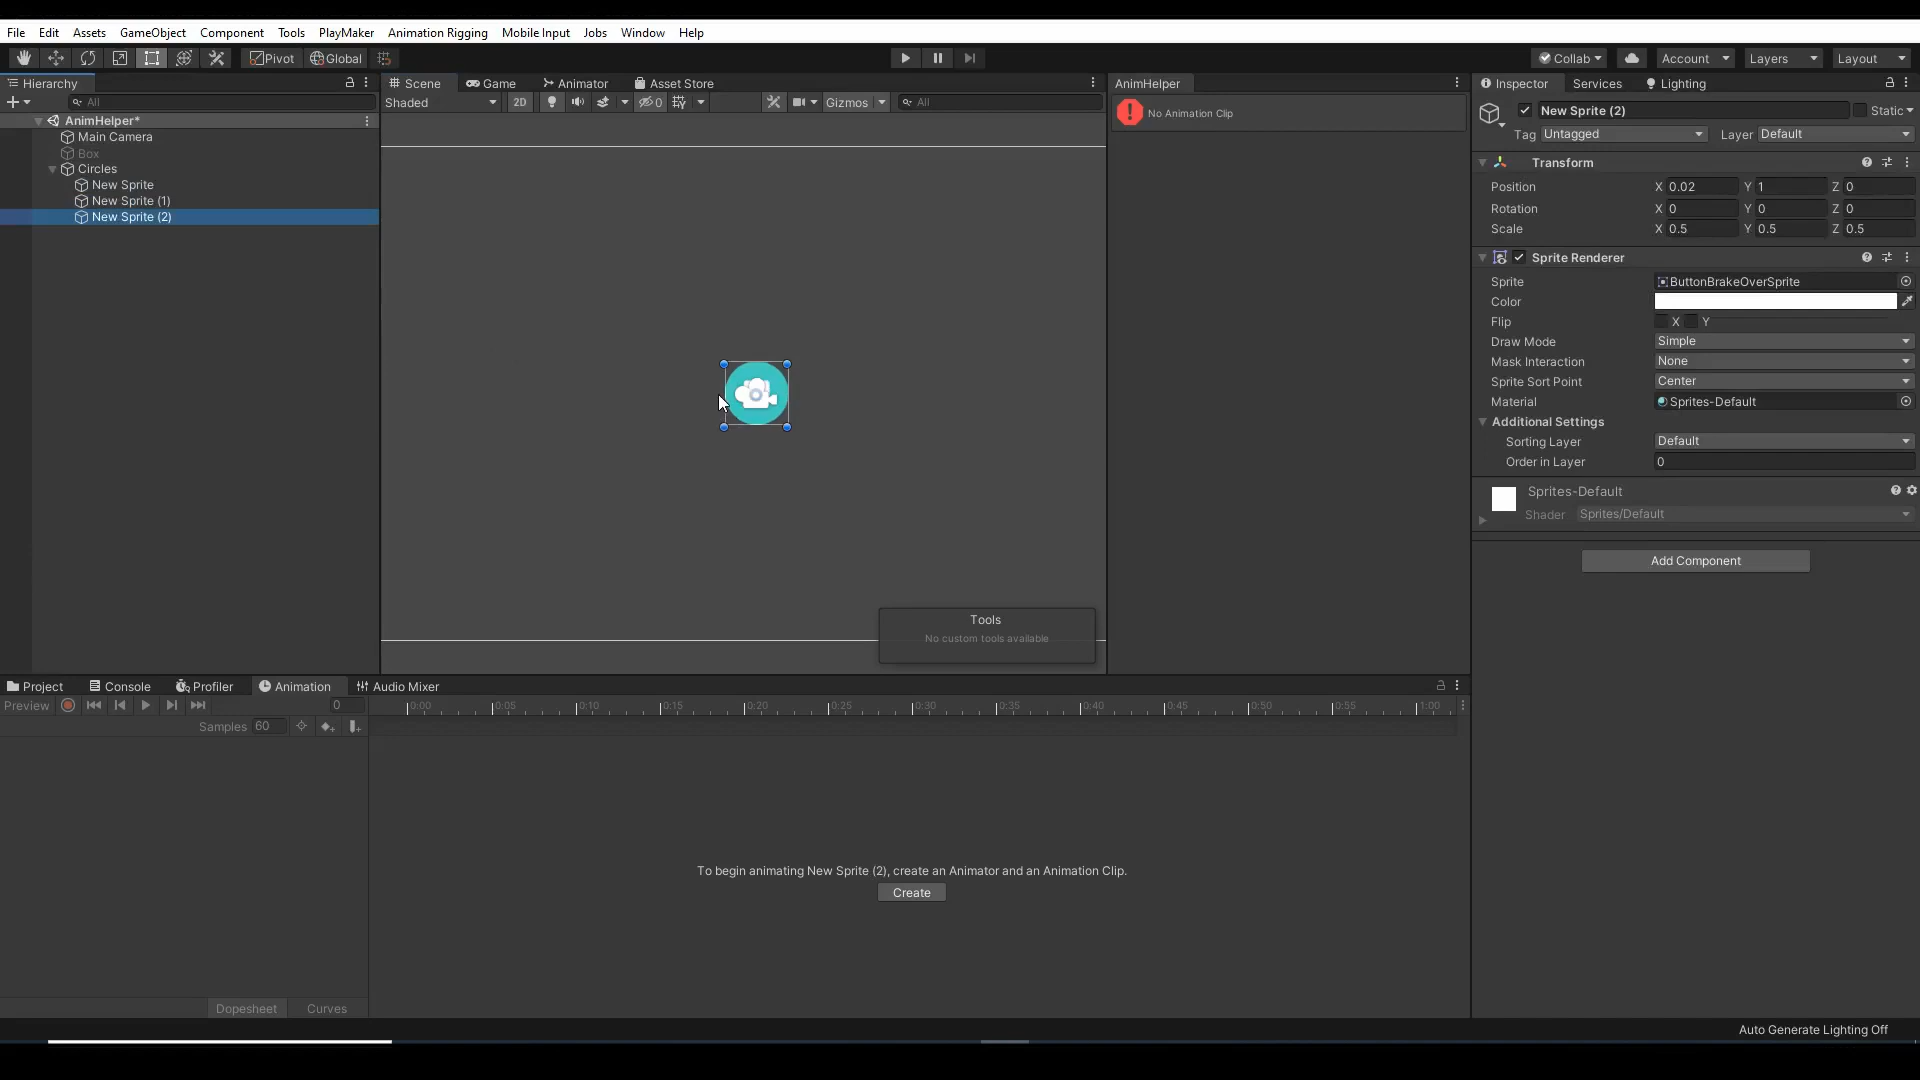 File Edit Assets GameObject Component Tools PlayMaker Animation Rigging Mobile Input Jobs Window Help
Pivot Global Collab Account Layers Layout
Hierarchy Scene Game Animator Asset Store AnimHelper Inspector Services Lighting
All Shaded 2D 0 Gizmos All
No Animation Clip
New Sprite (2) Static
Tag Untagged Layer Default
AnimHelper*
Main Camera
Box
Circles
New Sprite
New Sprite (1)
New Sprite (2)
Transform
Position X 0.02 Y 1 Z 0
Rotation X 0 Y 0 Z 0
Scale X 0.5 Y 0.5 Z 0.5
Sprite Renderer
Sprite ButtonBrakeOverSprite
Color
Flip X Y
Draw Mode Simple
Mask Interaction None
Sprite Sort Point Center
Material Sprites-Default
Additional Settings
Sorting Layer Default
Order in Layer 0
Sprites-Default
Shader Sprites/Default
Add Component
Tools
No custom tools available
Project Console Profiler Animation Audio Mixer
Preview 0 0:00 0:05 0:10 0:15 0:20 0:25 0:30 0:35 0:40 0:45 0:50 0:55 1:00
Samples 60
To begin animating New Sprite (2), create an Animator and an Animation Clip.
Create
Dopesheet Curves
Auto Generate Lighting Off